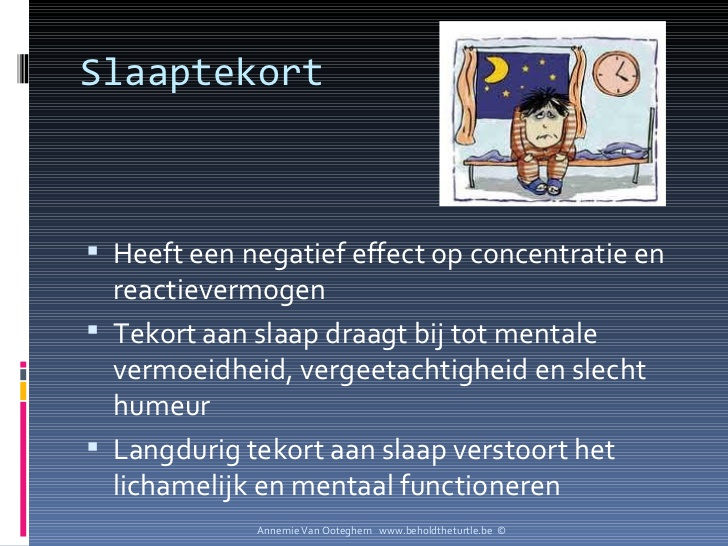 Slaaptekort
Heeft een negatief effect op concentratie en
reactievermogen
Tekort aan slaap draagt bij tot mentale
vermoeidheid, vergeetachtigheid en slecht
humeur
Langdurig tekort aan slaap verstoort het
lichamelijk en mentaal functioneren
Annemie Van Ooteghem www.beholdtheturtle.be ©